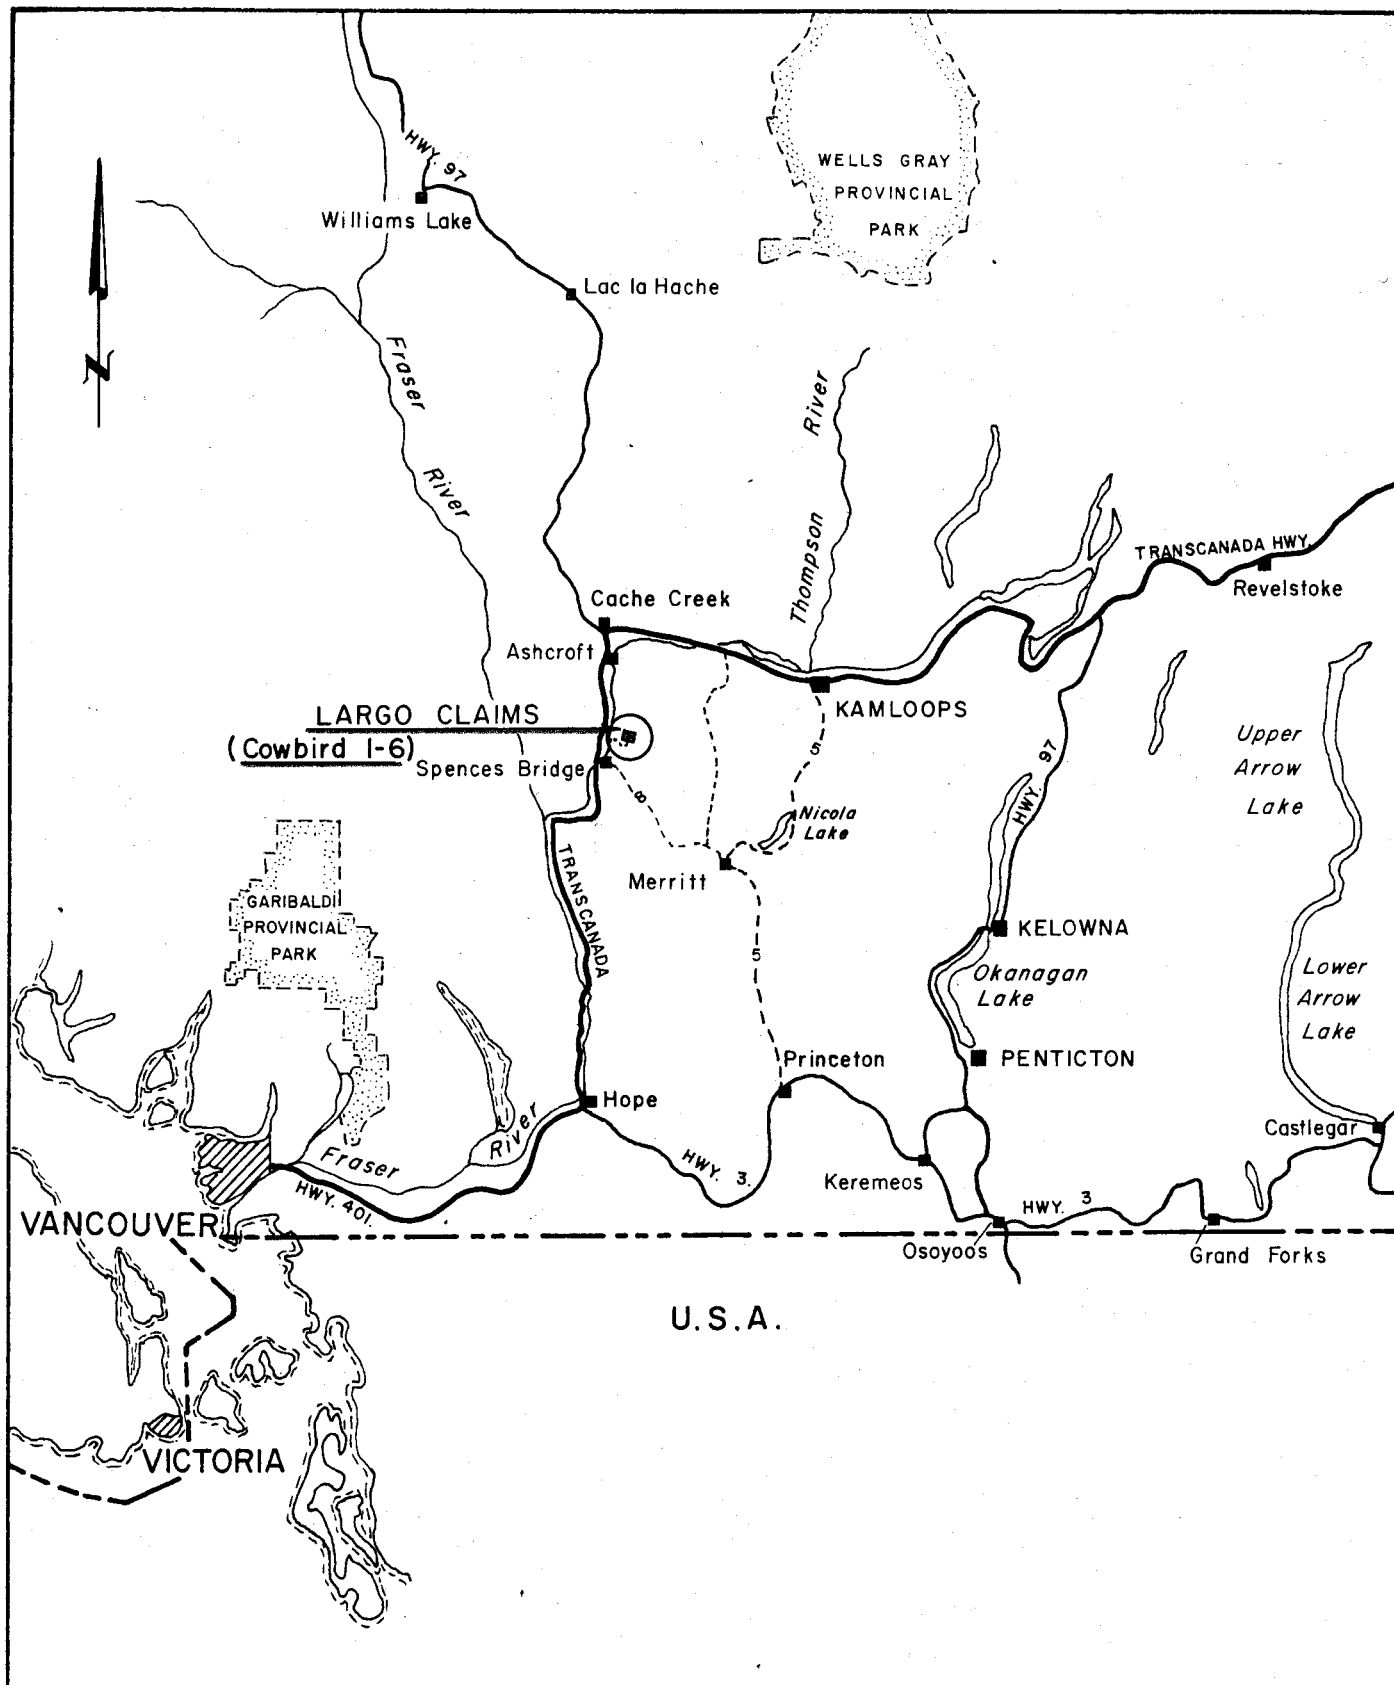 WELLS GRAY
PROVINCIAL
PARK
HWY. 97
Williams Lake
Lac la Hache
N
Fraser
River
Thompson
River
TRANSCANADA HWY.
Revelstoke
Cache Creek
Ashcroft
KAMLOOPS
LARGO CLAIMS
(Cowbird 1-6)
Spences Bridge
8
5
Nicola
Lake
Merritt
HWY. 97
Upper
Arrow
Lake
TRANSCANADA
GARIBALDI
PROVINCIAL
PARK
5
KELOWNA
Okanagan
Lake
Lower
Arrow
Lake
PENTICTON
Princeton
Hope
Castlegar
Fraser
River
HWY. 401.
HWY. 3.
Keremeos
HWY. 3
VANCOUVER
Osoyoos
Grand Forks
U.S.A.
VICTORIA